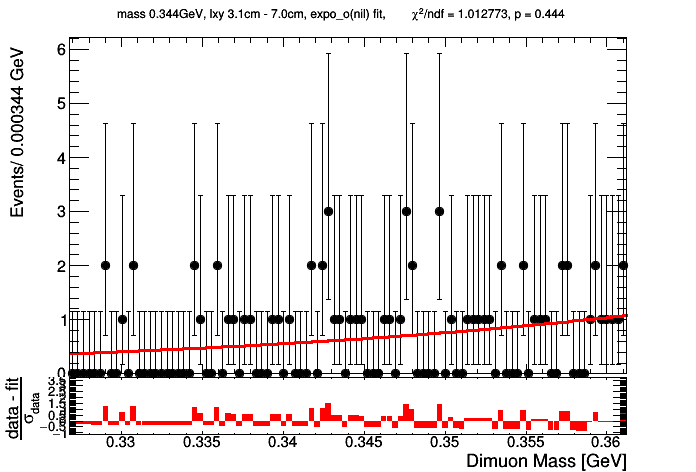 mass 0.344GeV, lxy 3.1cm - 7.0cm, expo_o(nil) fit, χ²/ndf = 1.012773, p = 0.444
Events/ 0.000344 GeV
6
5
4
3
2
1
0
data - fit
σdata
0.33 0.335 0.34 0.345 0.35 0.355 0.36
Dimuon Mass [GeV]